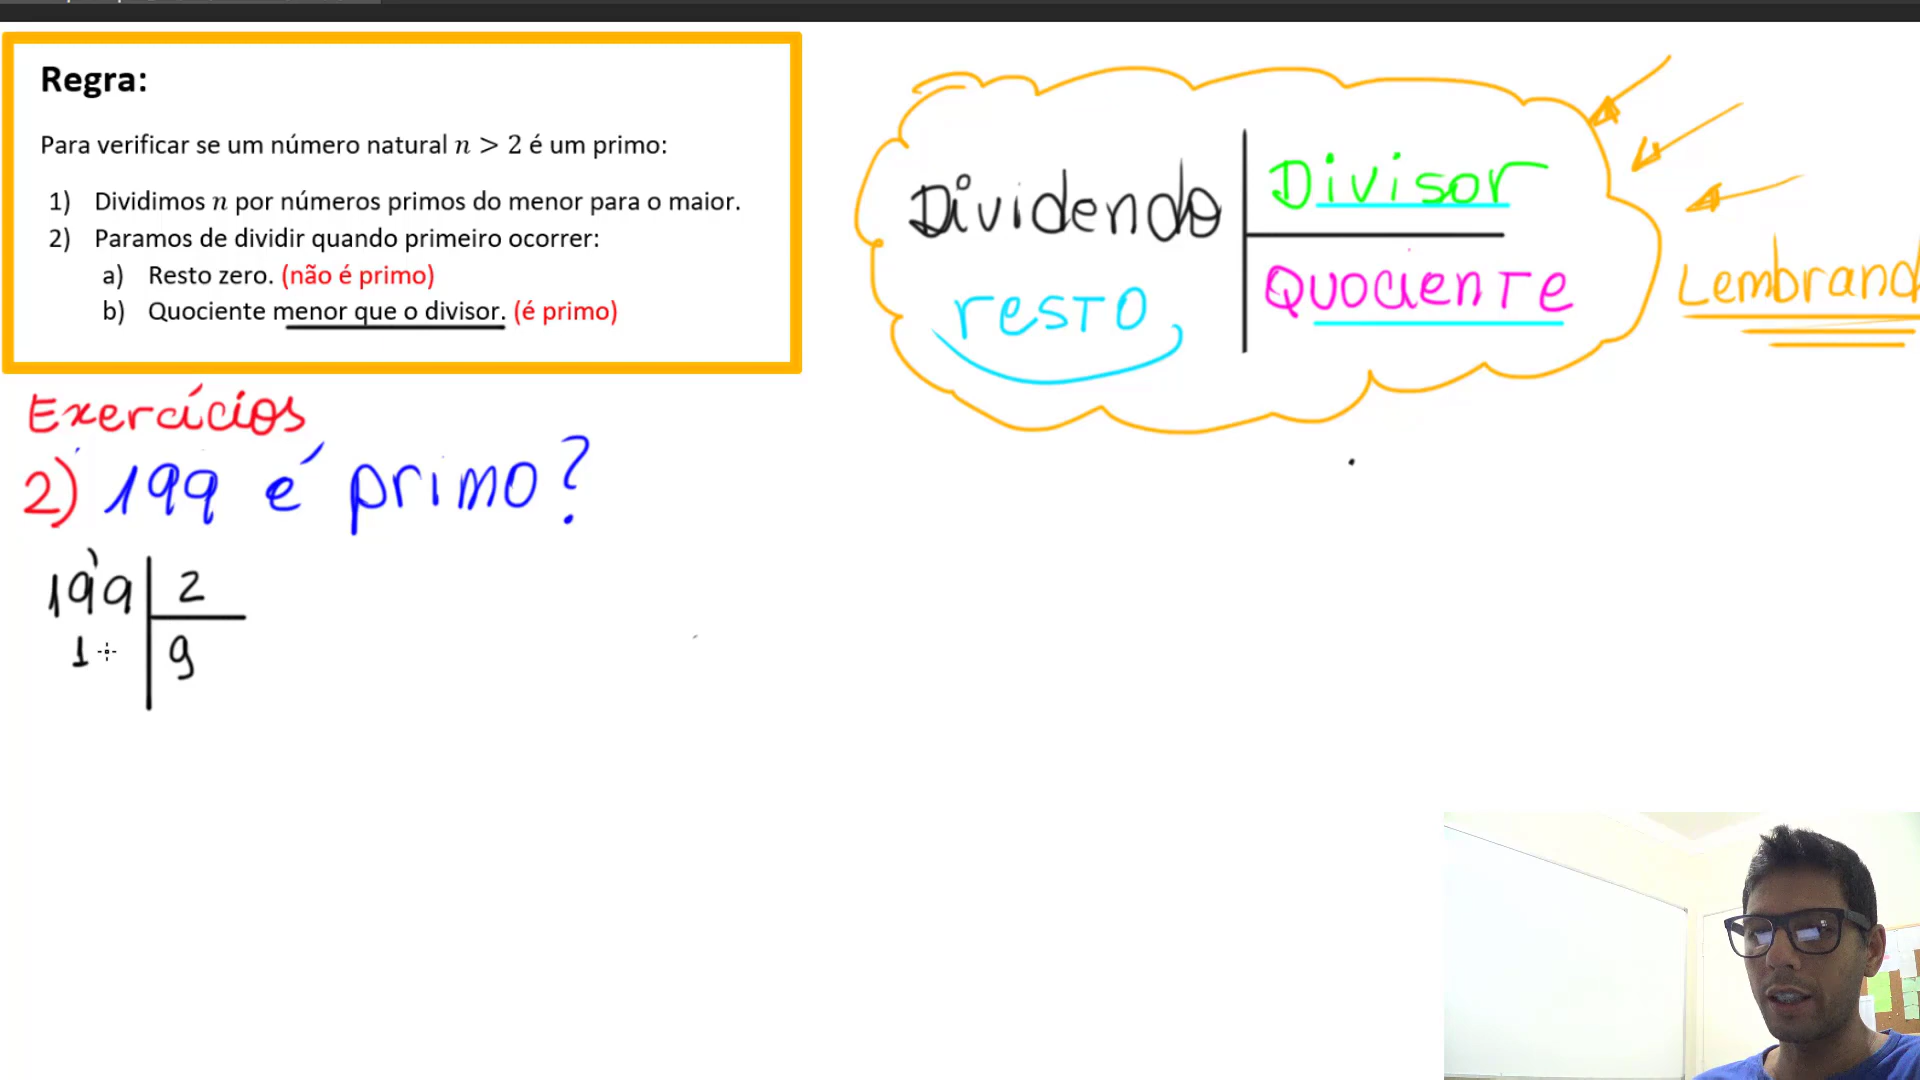 Regra:
Para verificar se um número natural n > 2 é um primo:
1) Dividimos n por números primos do menor para o maior.
2) Paramos de dividir quando primeiro ocorrer:
a) Resto zero. (não é primo)
b) Quociente menor que o divisor. (é primo)
Dividendo Divisor
resto Quociente
Lembrand
Exercícios
2) 199 é primo?
199 2
1 9